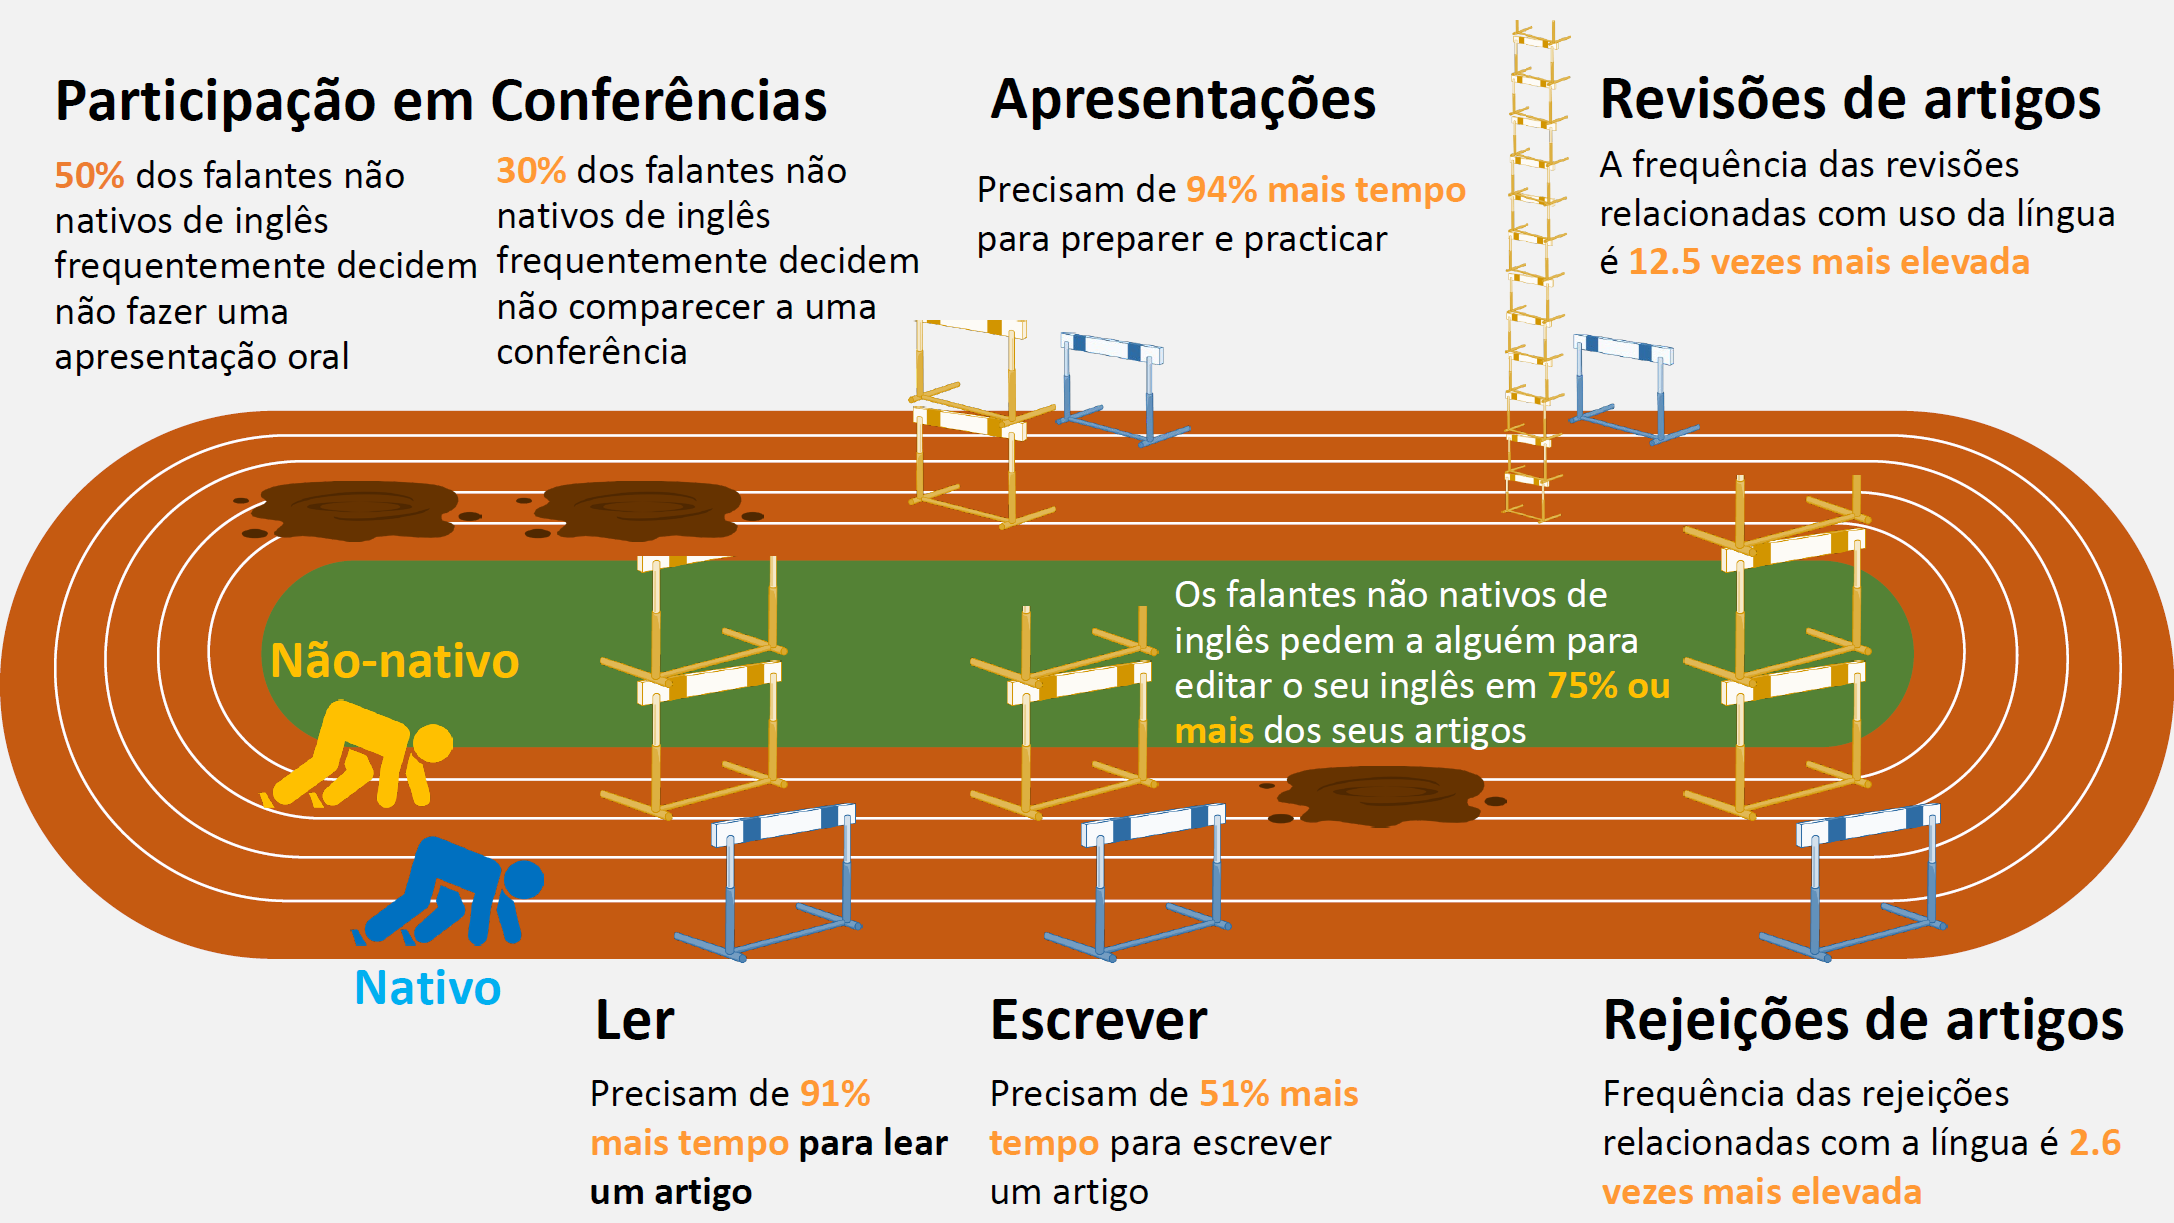 Participação em Conferências
50% dos falantes não
nativos de inglês
frequentemente decidem
não fazer uma
apresentação oral
30% dos falantes não
nativos de inglês
frequentemente decidem
não comparecer a uma
conferência
Apresentações
Precisam de 94% mais tempo
para preparer e practicar
Revisões de artigos
A frequência das revisões
relacionadas com uso da língua
é 12.5 vezes mais elevada
Os falantes não nativos de
inglês pedem a alguém para
editar o seu inglês em 75% ou
mais dos seus artigos
Não-nativo
Nativo
Ler
Precisam de 91%
mais tempo para lear
um artigo
Escrever
Precisam de 51% mais
tempo para escrever
um artigo
Rejeições de artigos
Frequência das rejeições
relacionadas com a língua é 2.6
vezes mais elevada